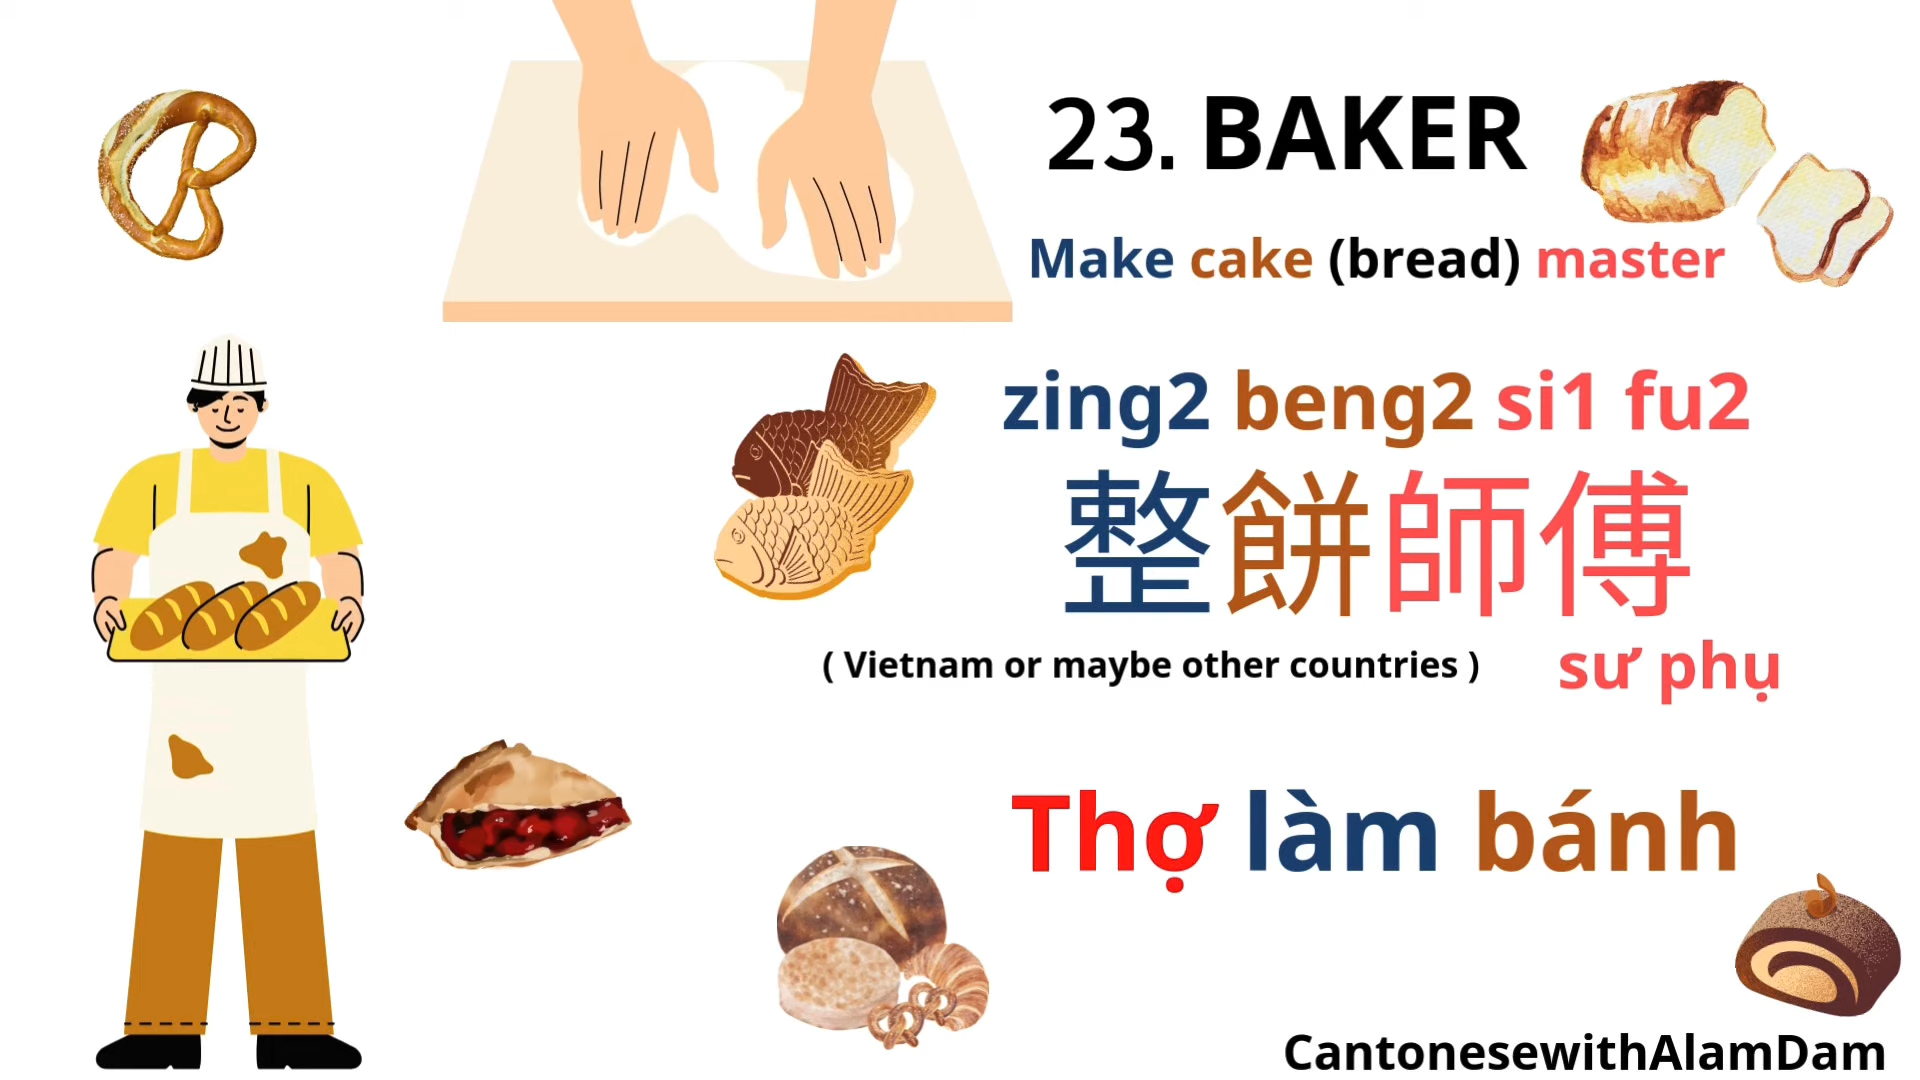 23. BAKER
Make cake (bread) master
zing2 beng2 si1 fu2
整餅師傅
( Vietnam or maybe other countries ) sư phụ
Thợ làm bánh
CantonesewithAlamDam